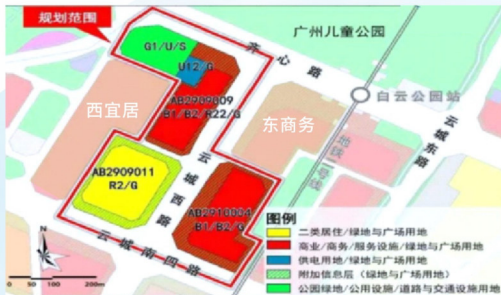 规划范围
广州儿童公园
G1/U/S
齐心路
U12/G
白云公园站
西宜居
AB2909009
B1/B2/R22/G
东商务
地铁二号线
云城东路
云城西路
AB2909011
R2/G
AB2910004
B1/B2/G
云城南四路
图例
二类居住/绿地与广场用地
商业/商务/服务设施/绿地与广场用地
供电用地/绿地与广场用地
附加信息层（绿地与广场用地）
公园绿地/公用设施/道路与交通设施用地
N
0 50 100 200m